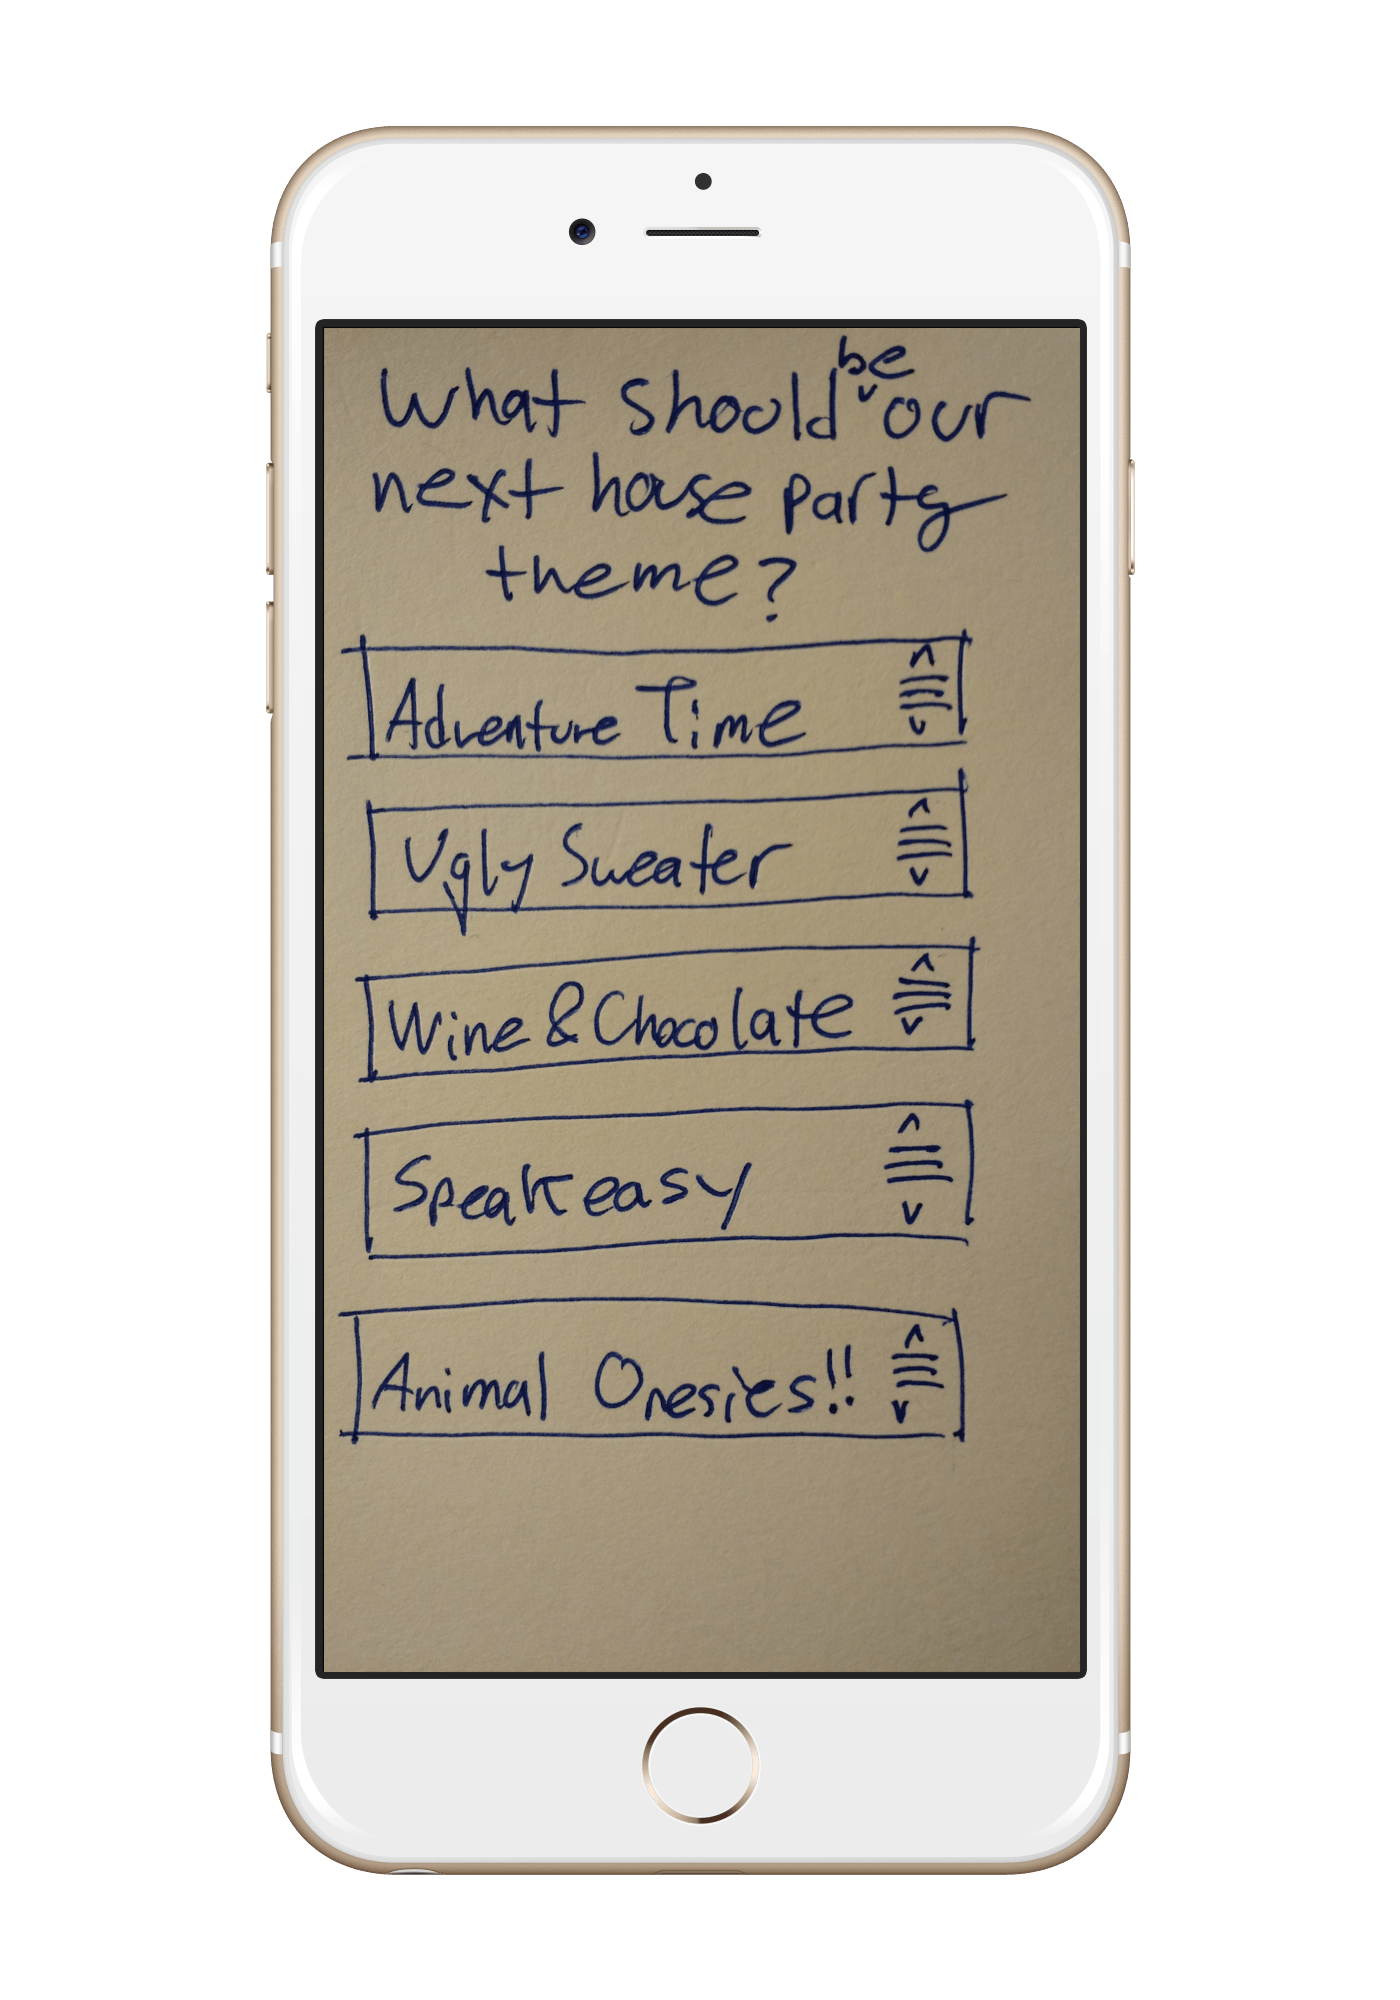 What should be our
next house party
theme?
Adventure Time
Ugly Sweater
Wine & Chocolate
Speakeasy
Animal Onesies!!